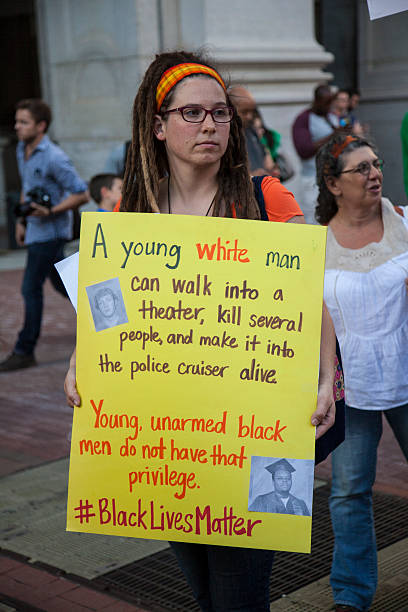 A young white man
can walk into a
theater, kill several
people, and make it into
the police cruiser alive.
Young, unarmed black
men do not have that
privilege.
#BlackLivesMatter